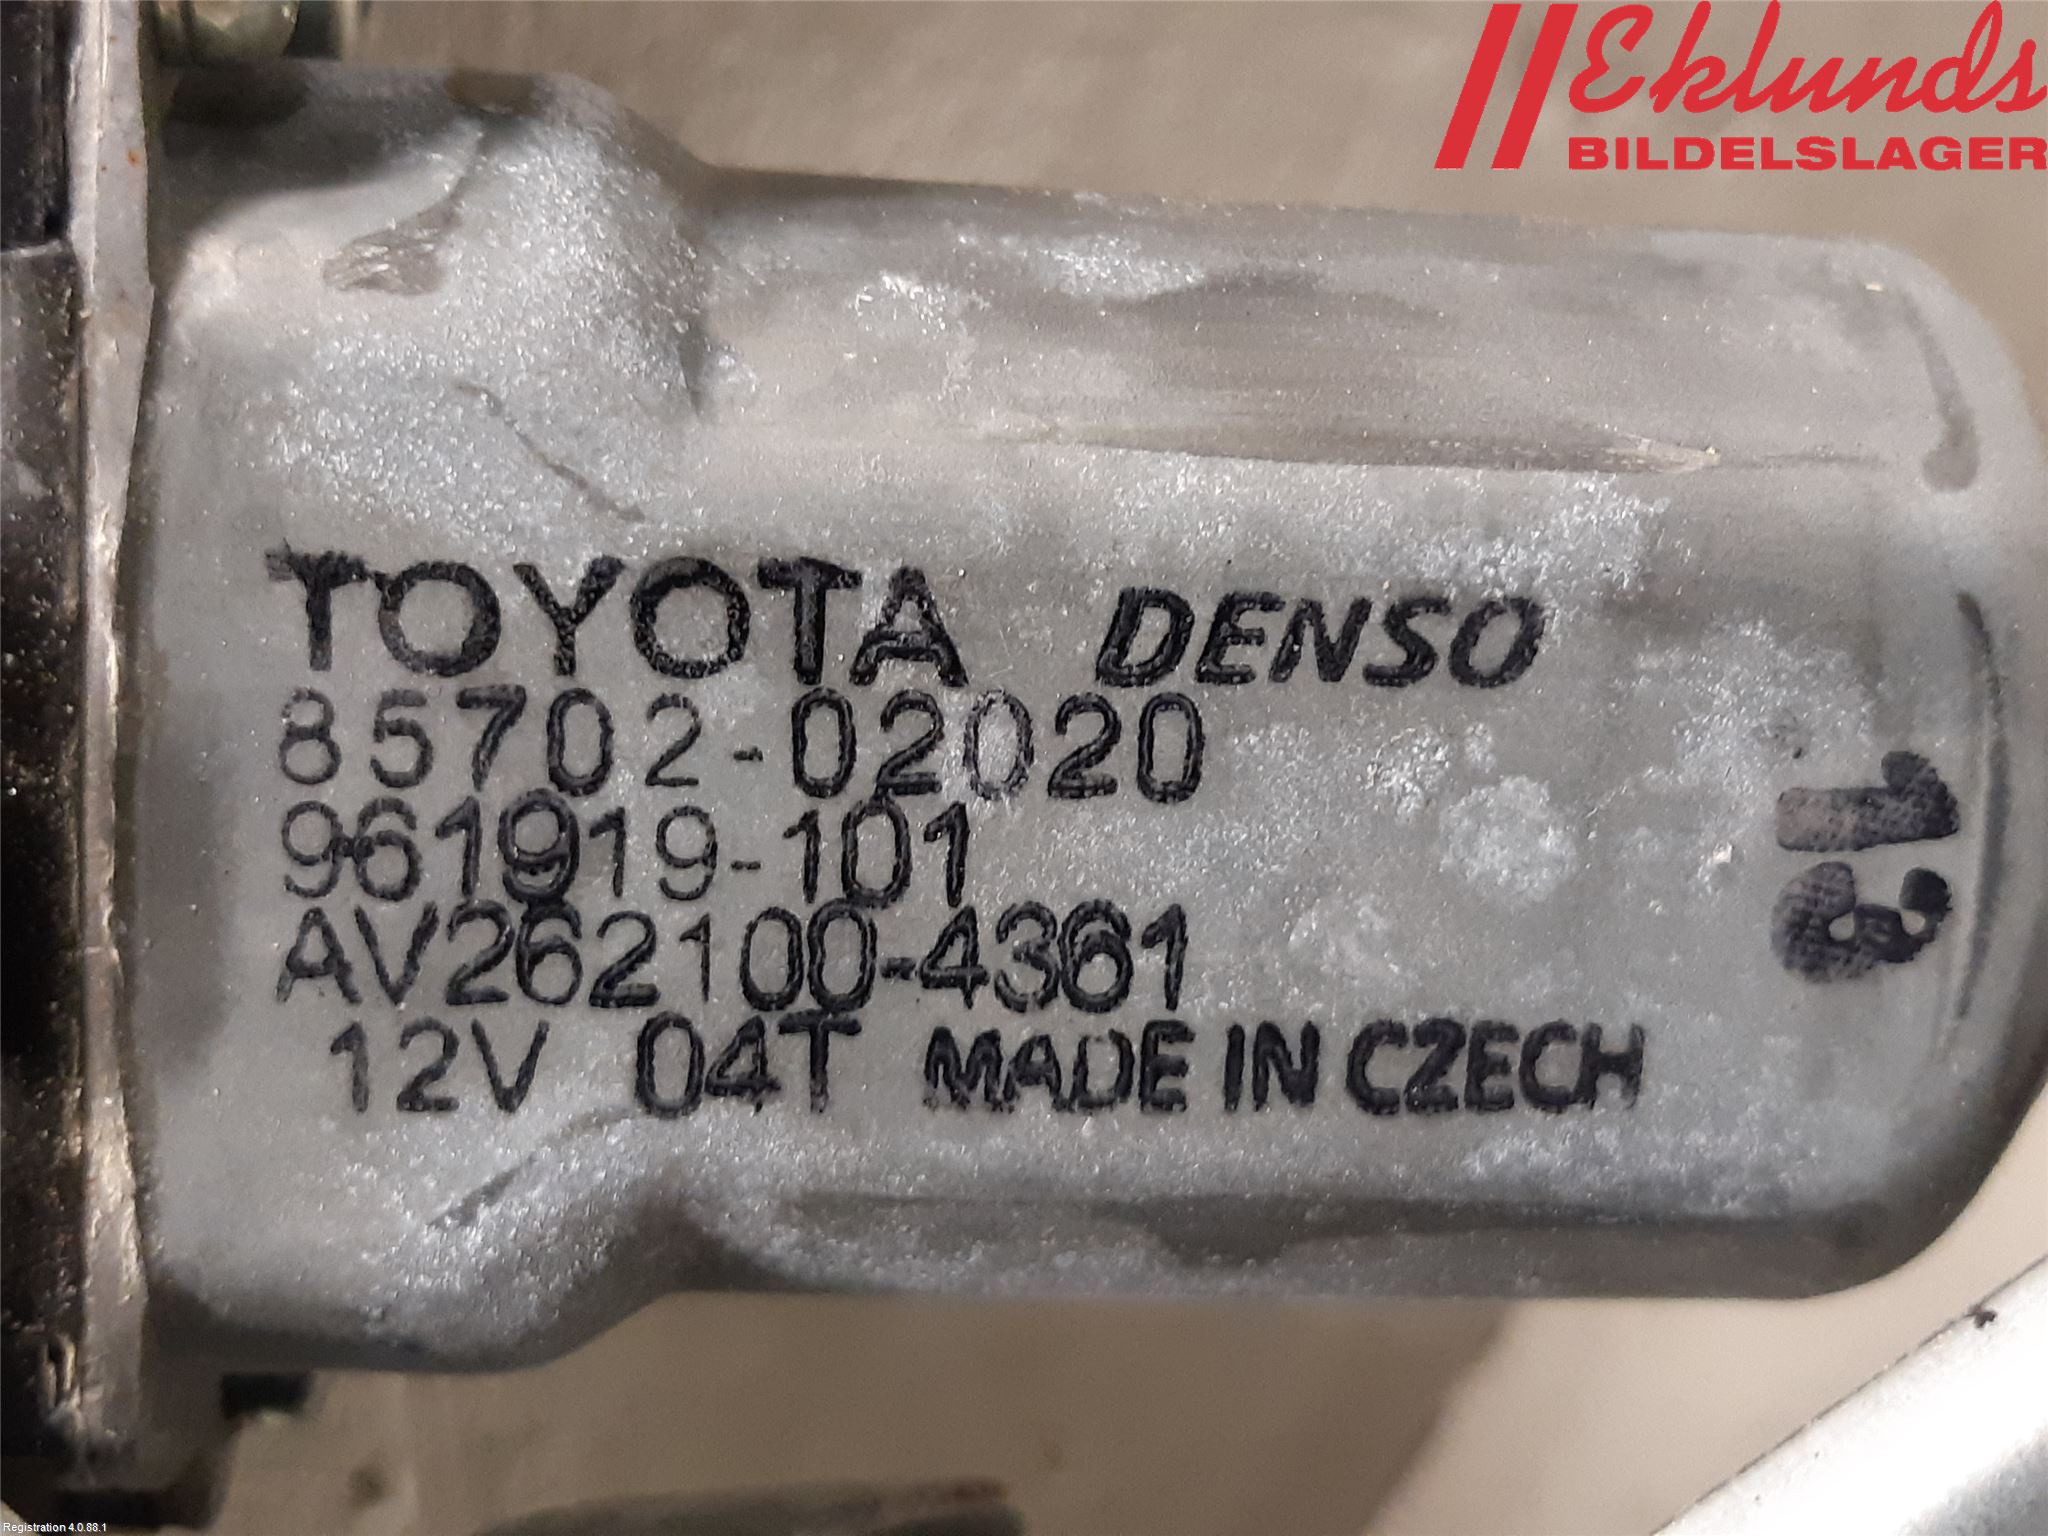 Eklunds
BILDELSLAGER
TOYOTA DENSO
85702-02020
961919-101
AV262100-4361
12V 04T MADE IN CZECH
Registration 4.0.88.1